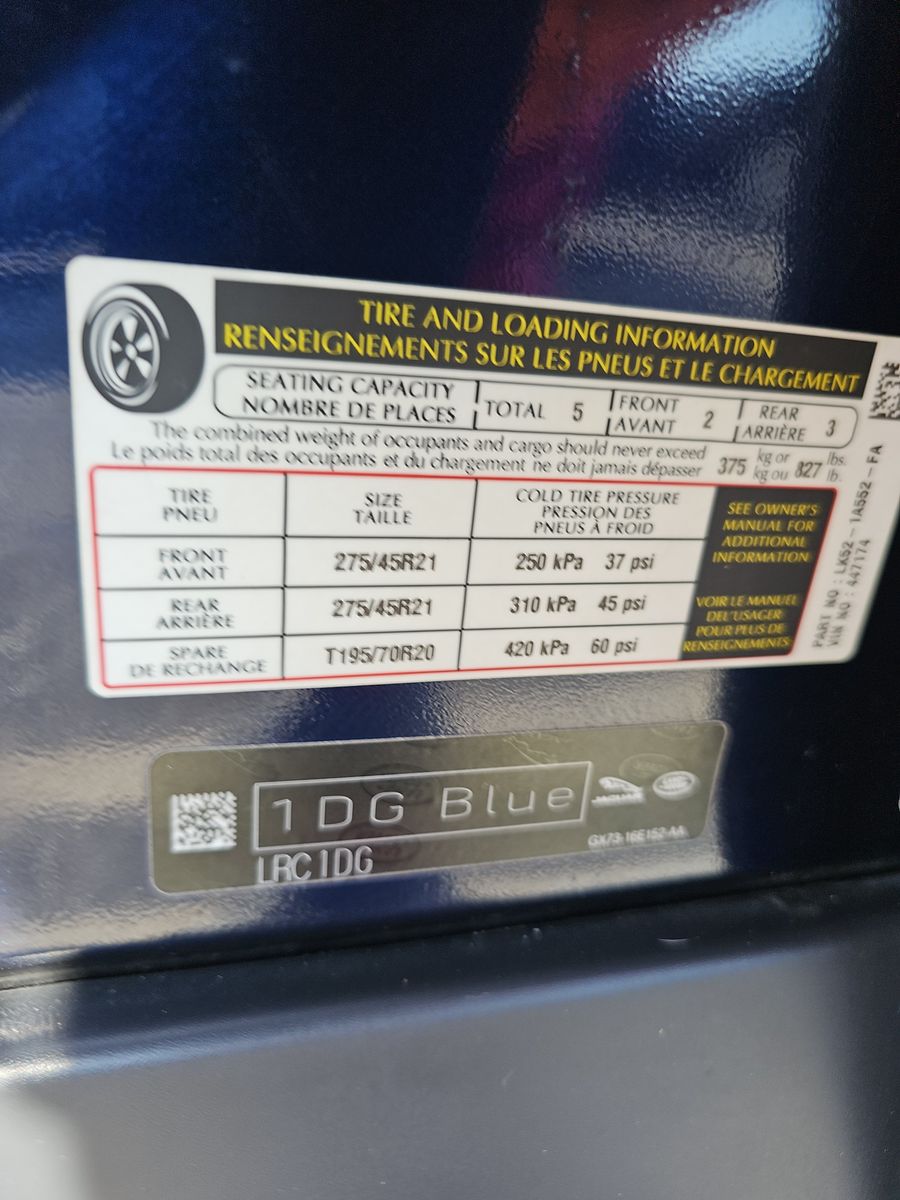 TIRE AND LOADING INFORMATION
RENSEIGNEMENTS SUR LES PNEUS ET LE CHARGEMENT
SEATING CAPACITY
NOMBRE DE PLACES
TOTAL 5
FRONT
AVANT 2
REAR
ARRIÈRE 3
The combined weight of occupants and cargo should never exceed 375 kg or 827 lbs.
Le poids total des occupants et du chargement ne doit jamais dépasser 375 kg ou 827 lb.
TIRE
PNEU
SIZE
TAILLE
COLD TIRE PRESSURE
PRESSION DES
PNEUS À FROID
SEE OWNER'S
MANUAL FOR
ADDITIONAL
INFORMATION
FRONT
AVANT
275/45R21
250 kPa 37 psi
REAR
ARRIÈRE
275/45R21
310 kPa 45 psi
VOIR LE MANUEL
DE L'USAGER
POUR PLUS DE
RENSEIGNEMENTS
SPARE
DE RECHANGE
T195/70R20
420 kPa 60 psi
PART NO : LK52-1A552-FA
VIN NO : 447174
1DG Blue
JAGUAR
LRC1DG
GX73-16E152-AA